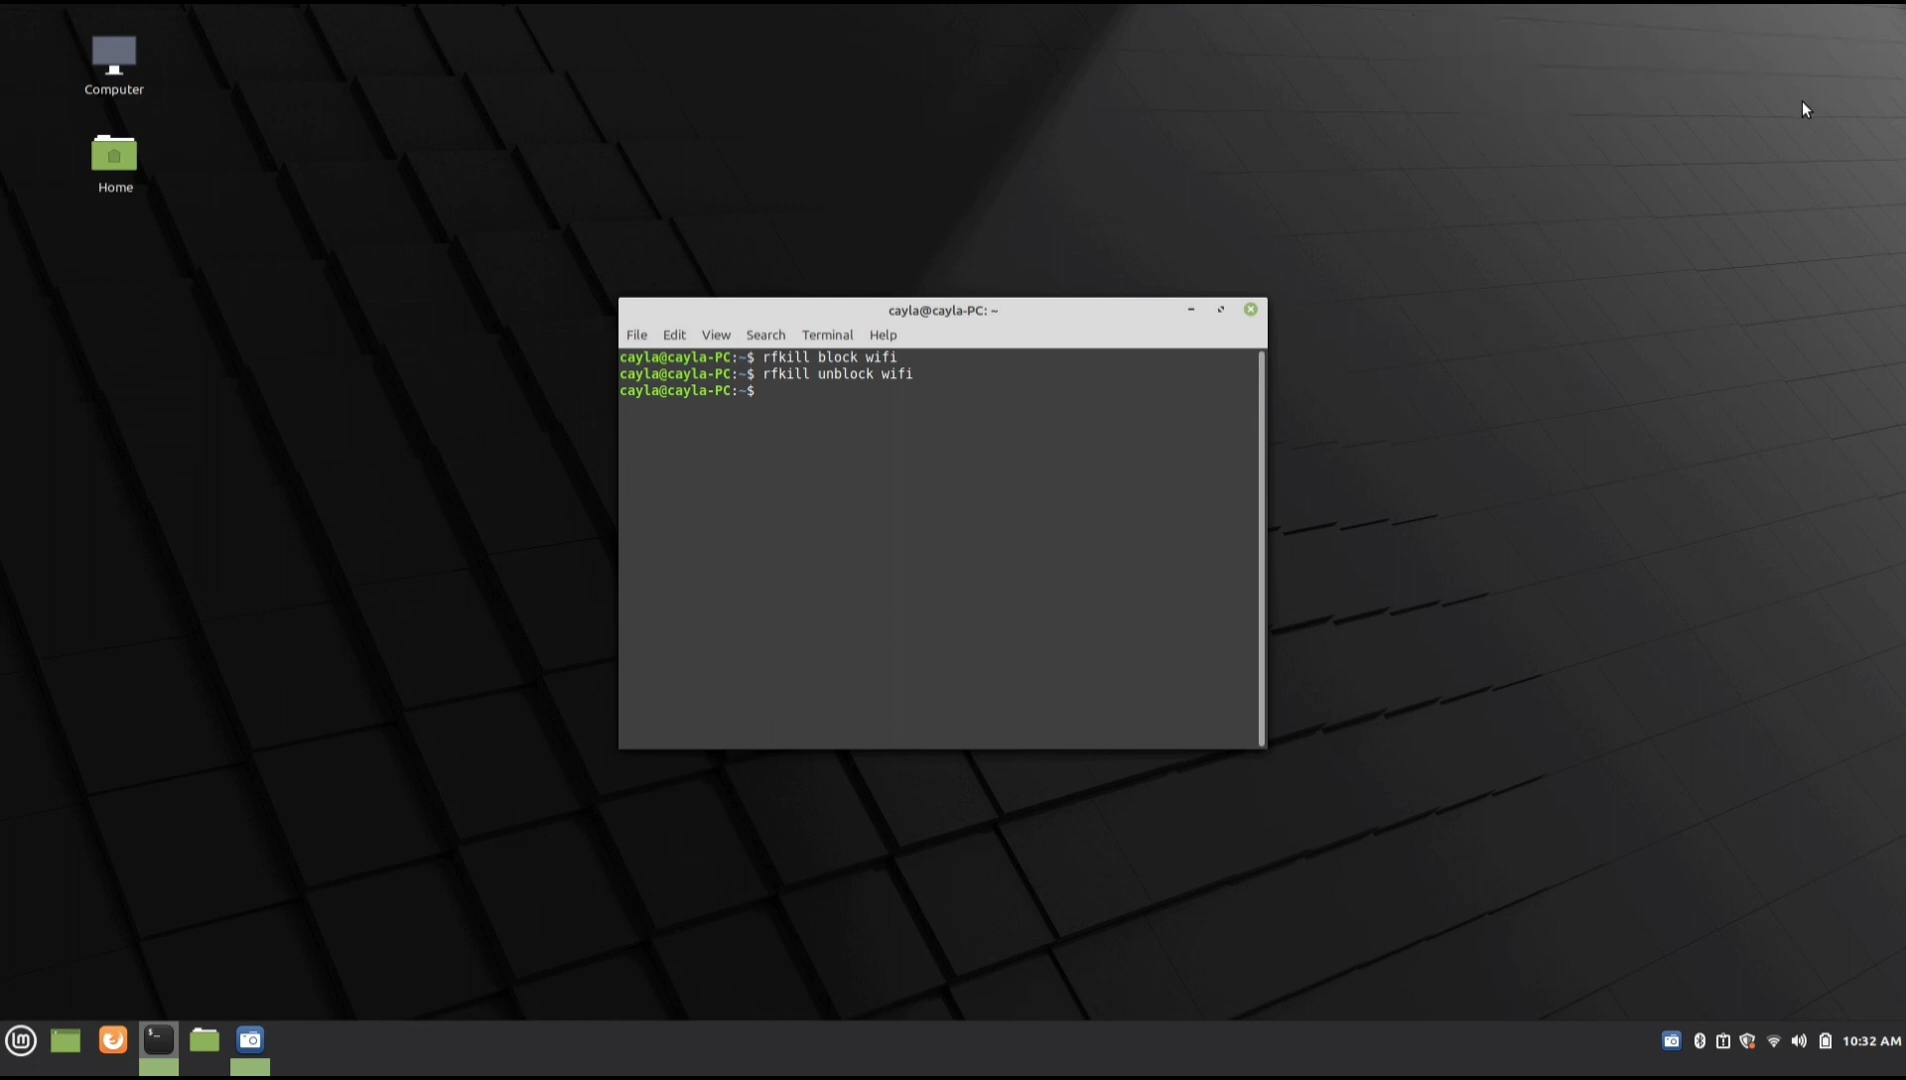 Computer
Home
cayla@cayla-PC: ~
File Edit View Search Terminal Help
cayla@cayla-PC:~$ rfkill block wifi
cayla@cayla-PC:~$ rfkill unblock wifi
cayla@cayla-PC:~$
10:32 AM